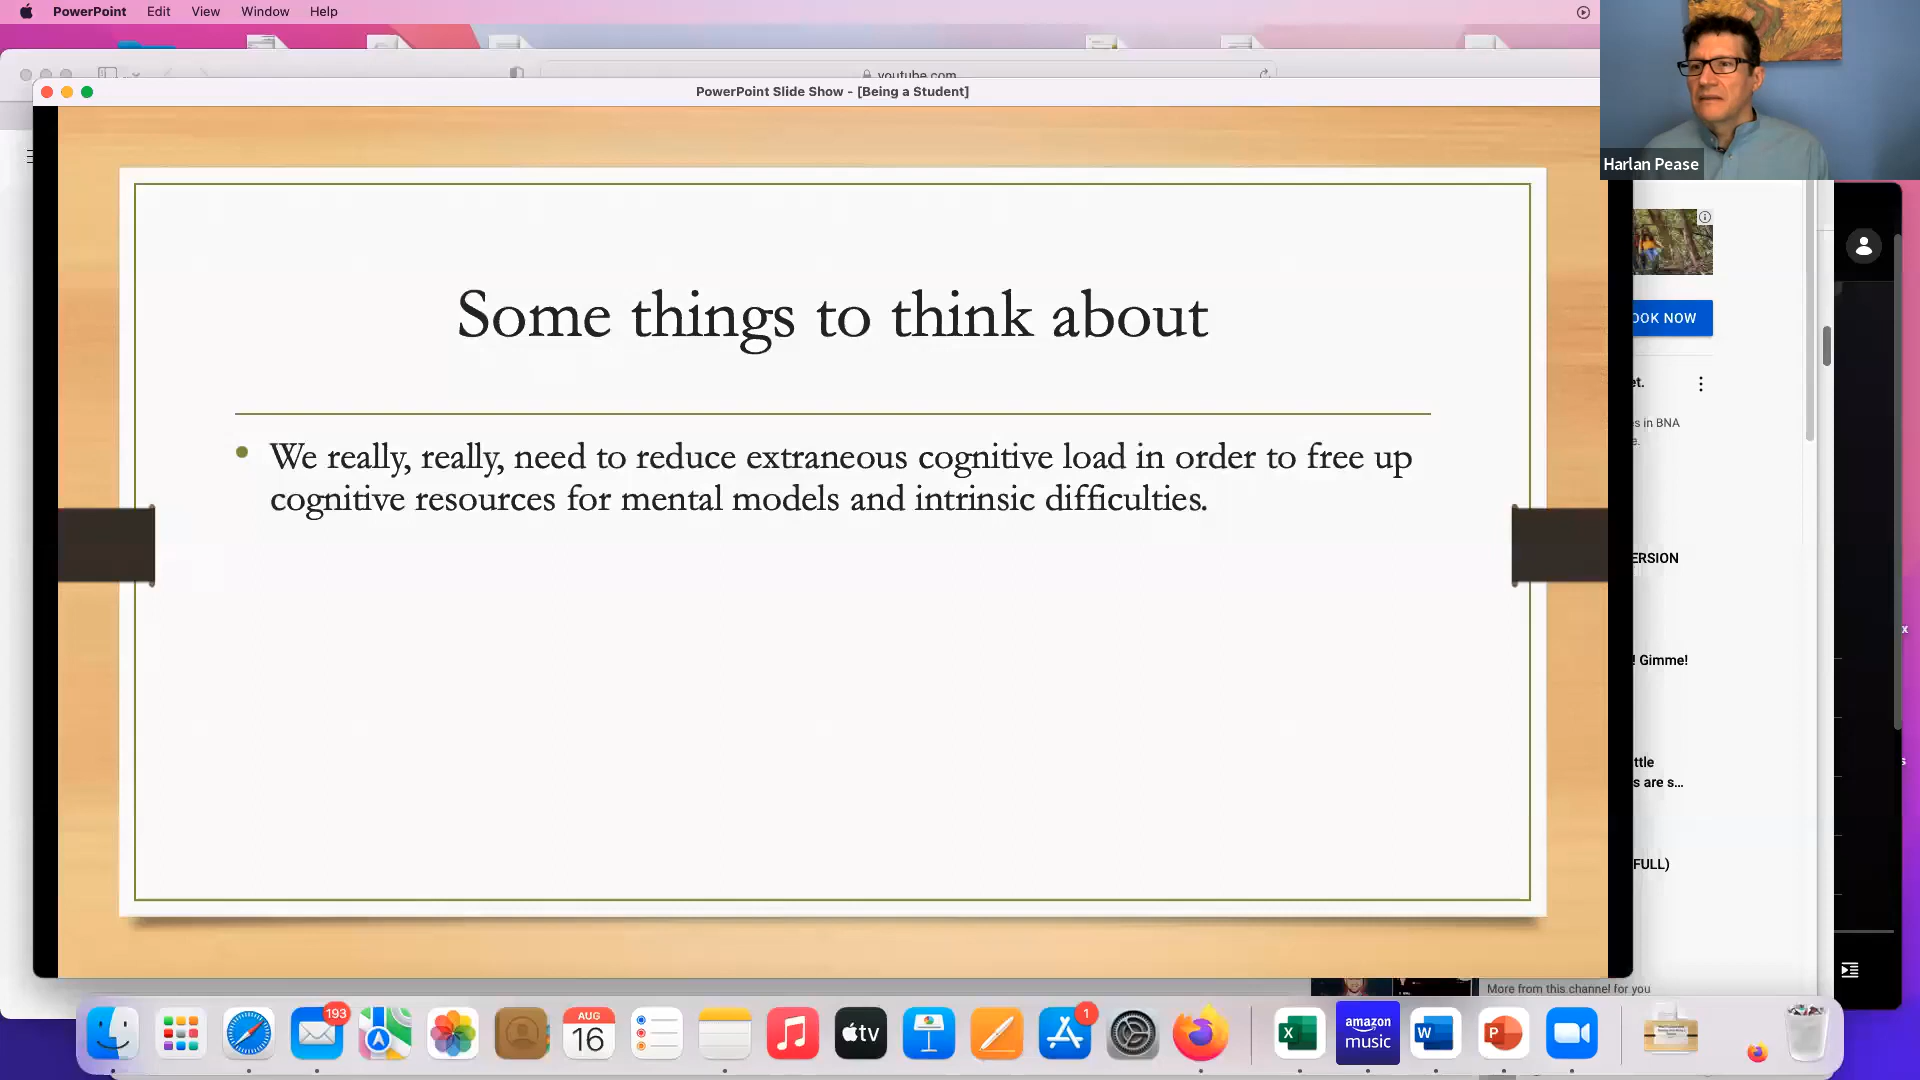 PowerPoint Edit View Window Help
youtube.com
PowerPoint Slide Show - [Being a Student]
Harlan Pease
Some things to think about
• We really, really, need to reduce extraneous cognitive load in order to free up
cognitive resources for mental models and intrinsic difficulties.
OOK NOW
et.
s in BNA
e.
ERSION
! Gimme!
ttle
s are s...
FULL)
x
s
More from this channel for you
193
AUG
16
tv
1
X
amazon
music
W
P